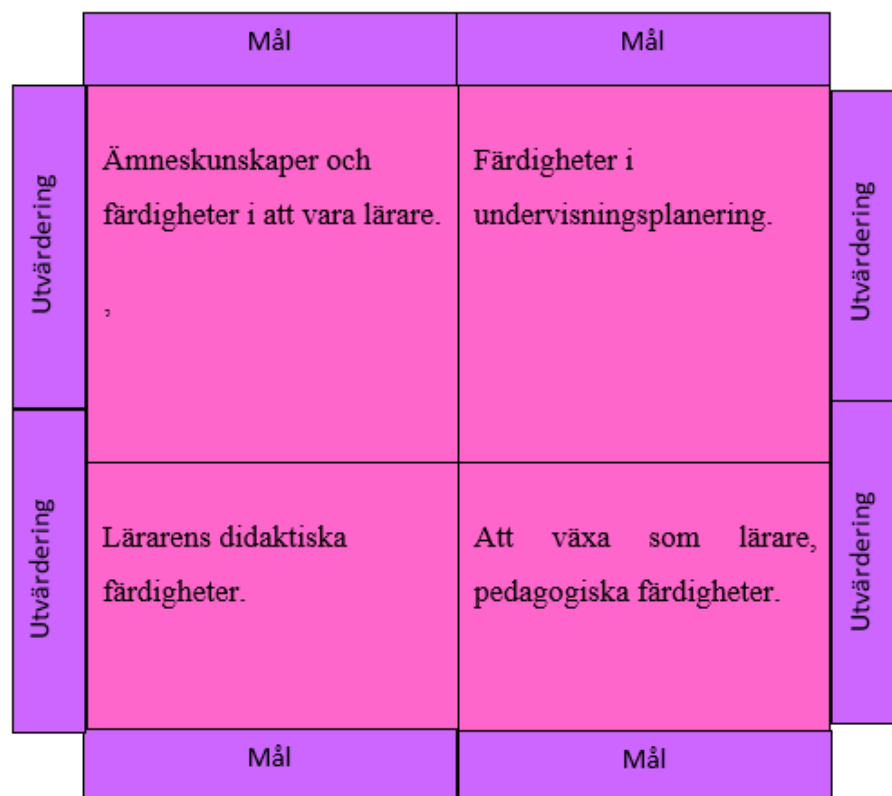 Mål
Mål
Utvärdering
Ämneskunskaper och
färdigheter i att vara lärare.
,
Färdigheter i
undervisningsplanering.
Utvärdering
Utvärdering
Lärarens didaktiska
färdigheter.
Att växa som lärare,
pedagogiska färdigheter.
Utvärdering
Mål
Mål